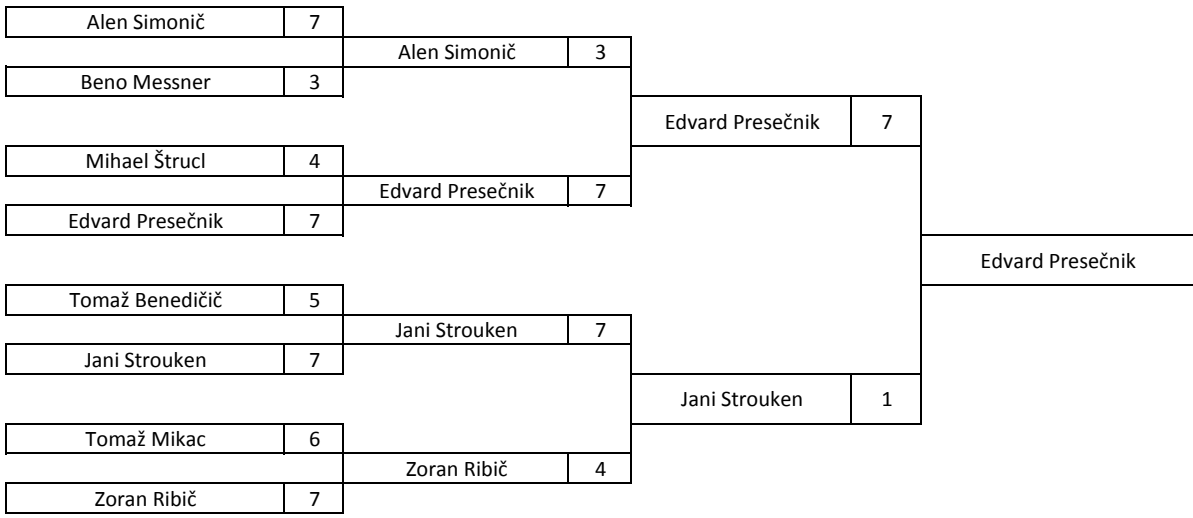 Alen Simonič 7
Alen Simonič 3
Beno Messner 3
Edvard Presečnik 7
Mihael Štrucl 4
Edvard Presečnik 7
Edvard Presečnik 7
Edvard Presečnik
Tomaž Benedičič 5
Jani Strouken 7
Jani Strouken 7
Jani Strouken 1
Tomaž Mikac 6
Zoran Ribič 4
Zoran Ribič 7